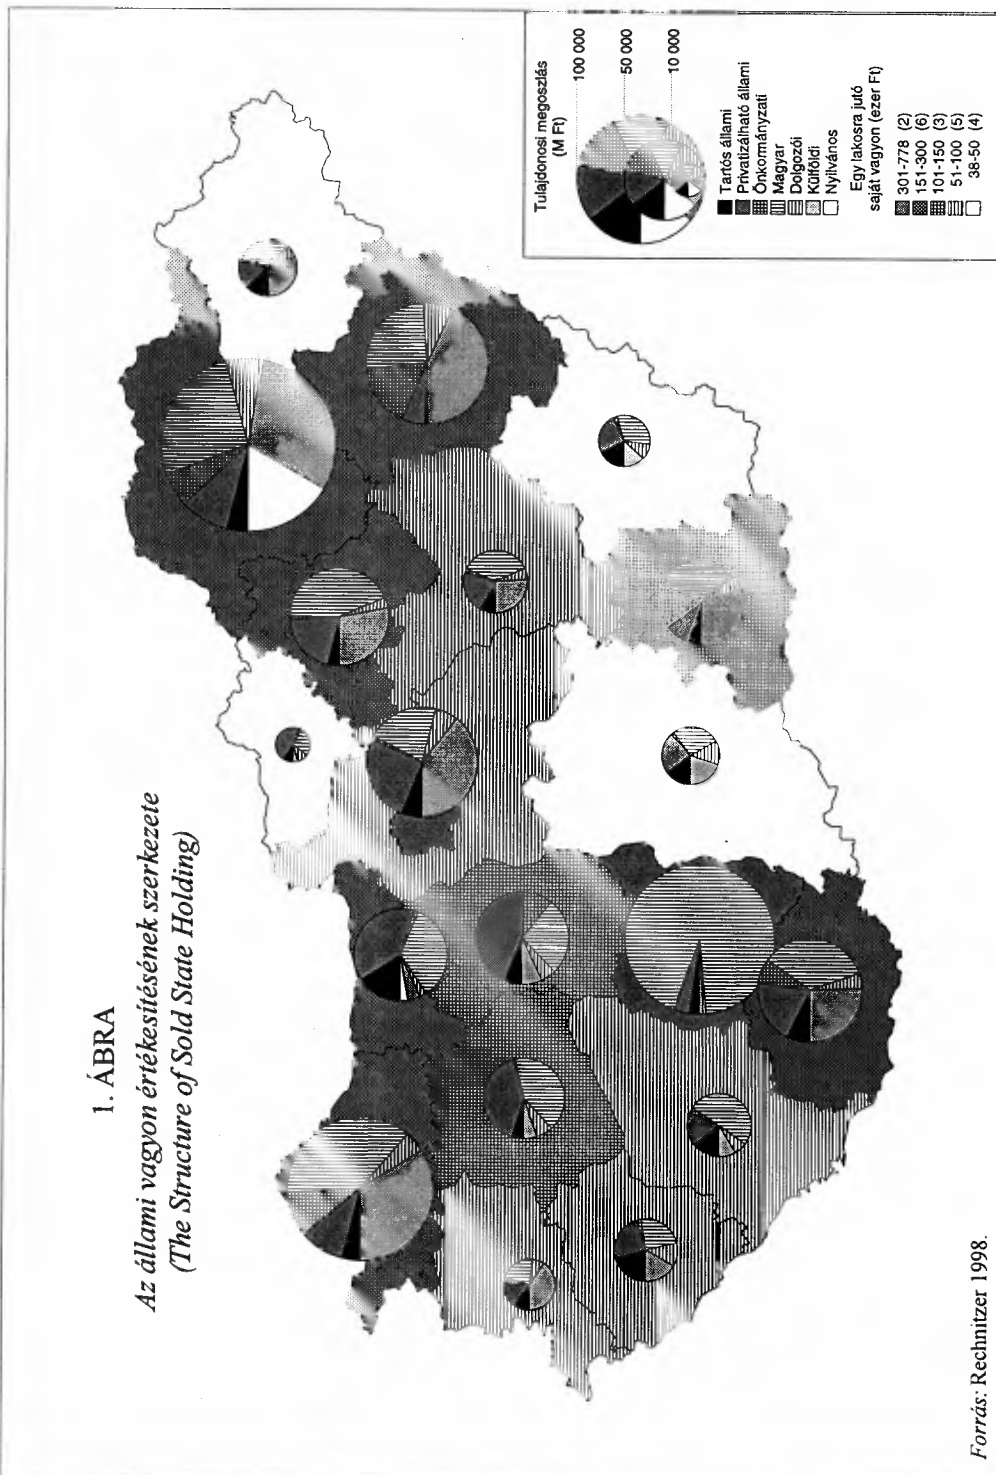 1. ÁBRA
Az állami vagyon értékesítésének szerkezete
(The Structure of Sold State Holding)
Tulajdonosi megoszlás
(M Ft)
100 000
50 000
10 000
Tartós állami
Privatizálható állami
Önkormányzati
Magyar
Dolgozói
Külföldi
Nyilvános
Egy lakosra jutó
saját vagyon (ezer Ft)
301-778 (2)
151-300 (6)
101-150 (3)
51-100 (5)
38-50 (4)
Forrás: Rechnitzer 1998.